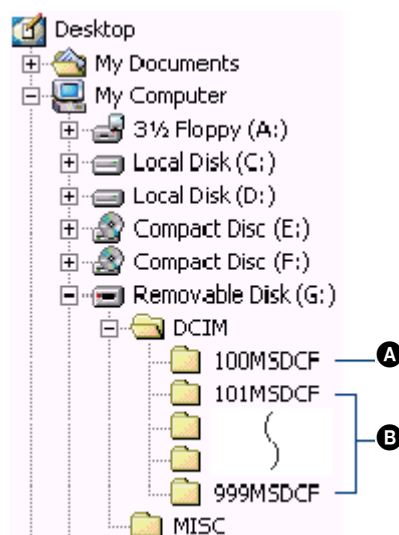 Desktop
My Documents
My Computer
3½ Floppy (A:)
Local Disk (C:)
Local Disk (D:)
Compact Disc (E:)
Compact Disc (F:)
Removable Disk (G:)
DCIM
100MSDCF
A
101MSDCF
B
999MSDCF
MISC